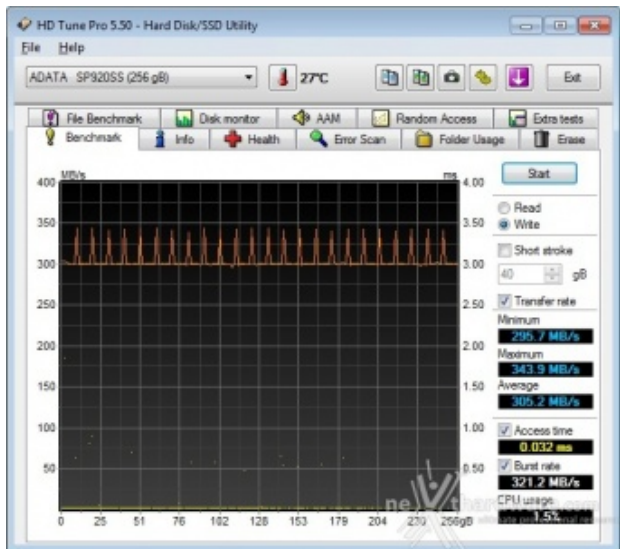 HD Tune Pro 5.50 - Hard Disk/SSD Utility
File Help
ADATA SP920SS (256 gB) 27°C Exit
File Benchmark Disk monitor AAM Random Access Extra tests
Benchmark Info Health Error Scan Folder Usage Erase
MB/s ms
400 4.00
350 3.50
300 3.00
250 2.50
200 2.00
150 1.50
100 1.00
50 0.50
0 25 51 76 102 128 153 179 204 230 256gB
Start
Read
Write
Short stroke
40 gB
Transfer rate
Minimum
295.7 MB/s
Maximum
343.9 MB/s
Average
305.2 MB/s
Access time
0.032 ms
Burst rate
321.2 MB/s
CPU usage
1.5%